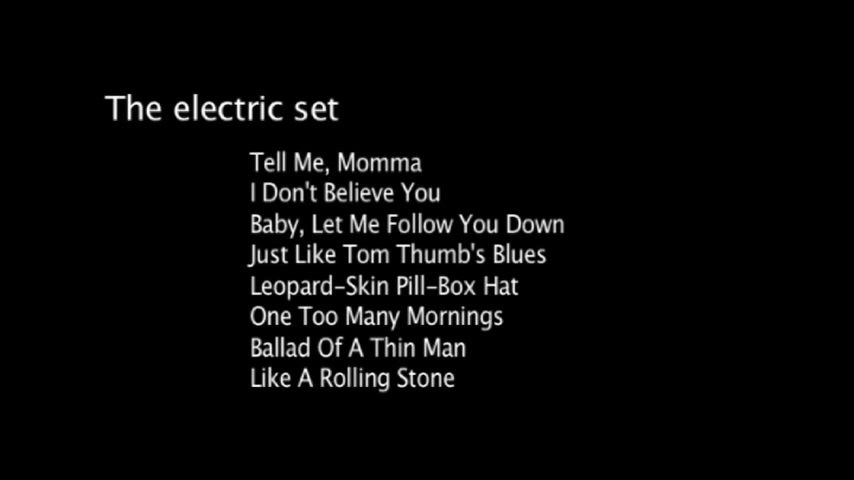 The electric set
Tell Me, Momma
I Don't Believe You
Baby, Let Me Follow You Down
Just Like Tom Thumb's Blues
Leopard-Skin Pill-Box Hat
One Too Many Mornings
Ballad Of A Thin Man
Like A Rolling Stone